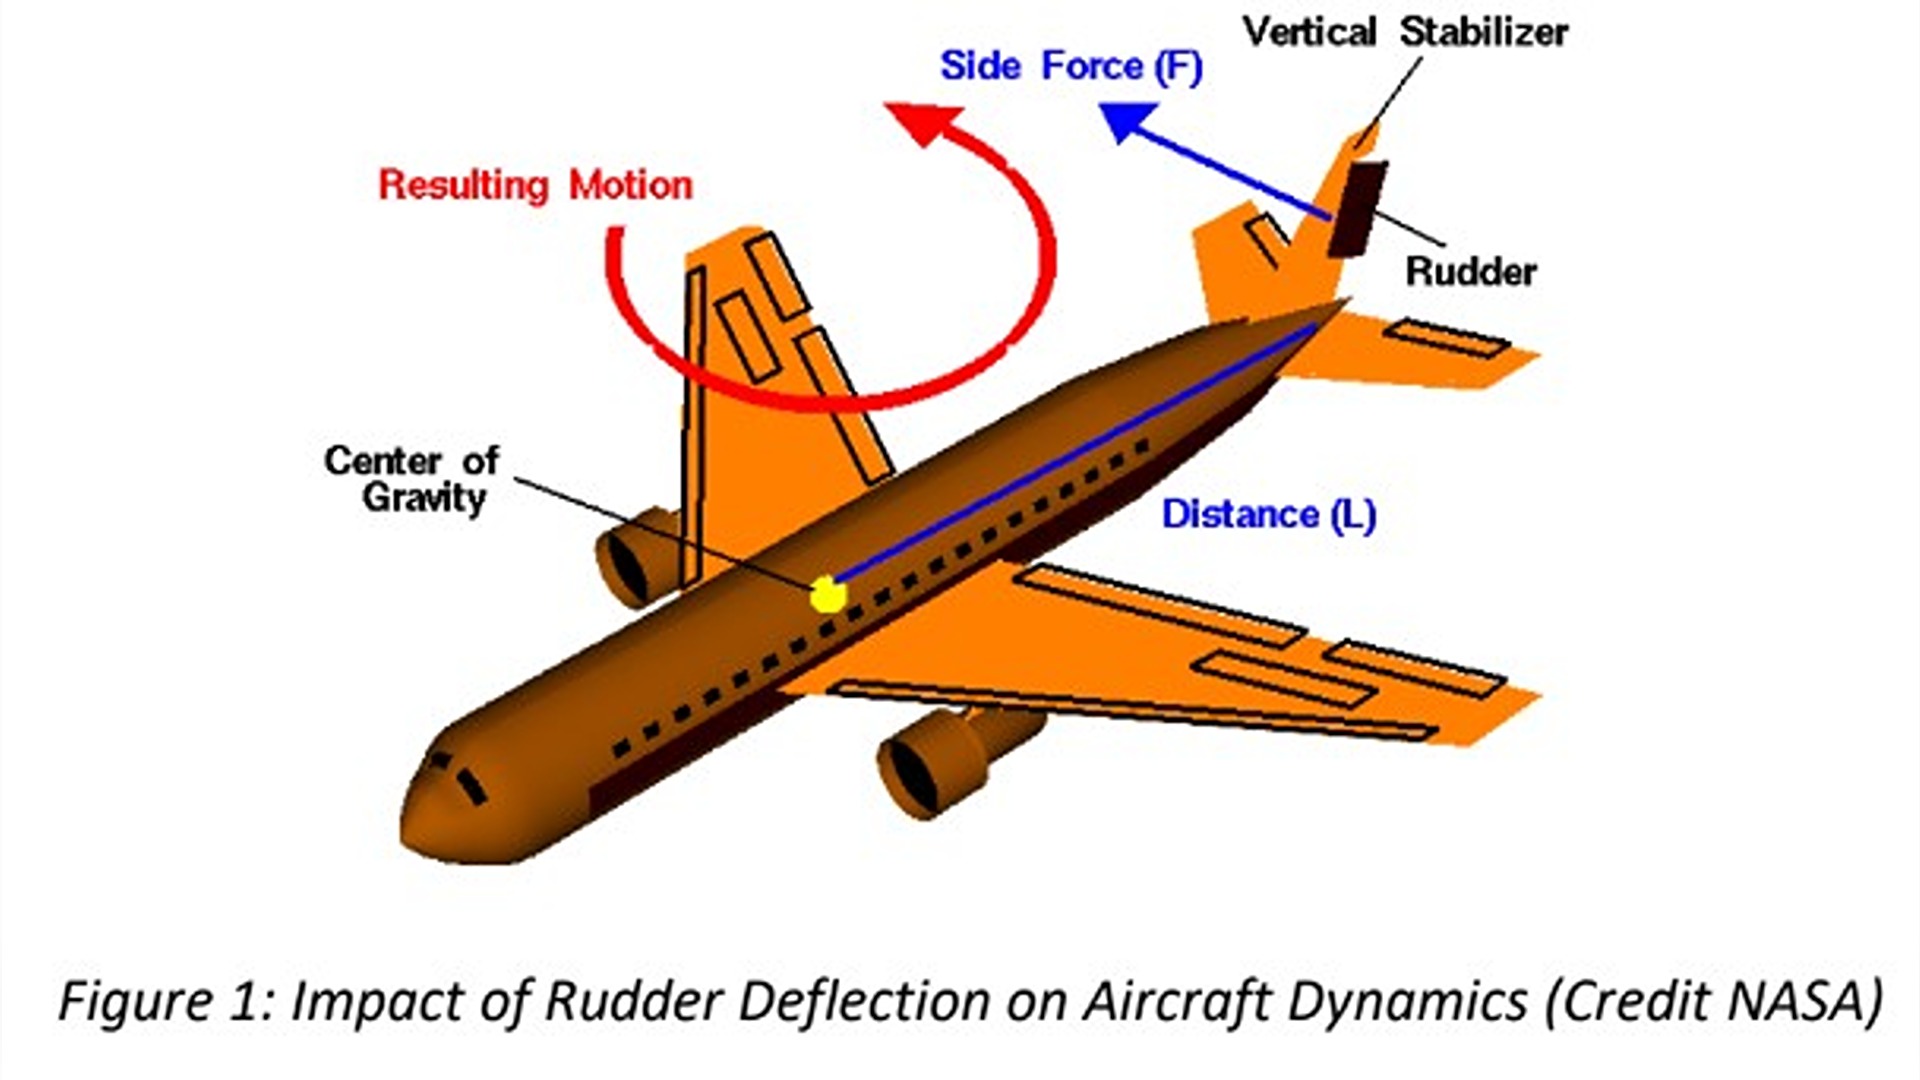 Vertical Stabilizer
Side Force (F)
Resulting Motion
Rudder
Center of
Gravity
Distance (L)
Figure 1: Impact of Rudder Deflection on Aircraft Dynamics (Credit NASA)